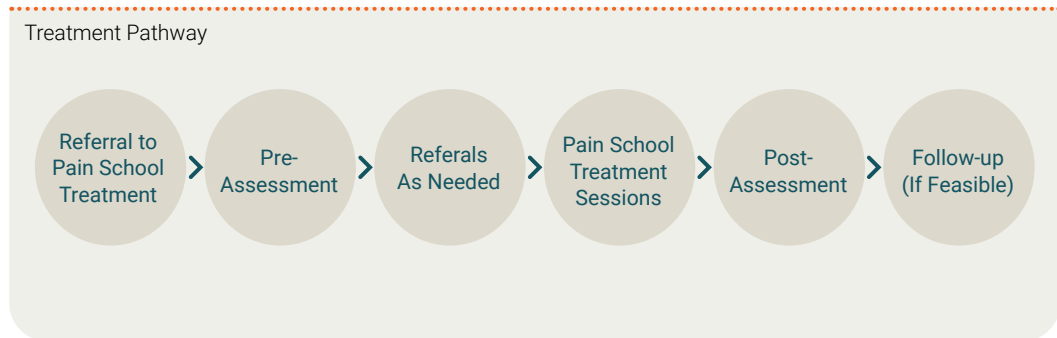 Treatment Pathway
Referral to
Pain School
Treatment
Pre-
Assessment
Referals
As Needed
Pain School
Treatment
Sessions
Post-
Assessment
Follow-up
(If Feasible)